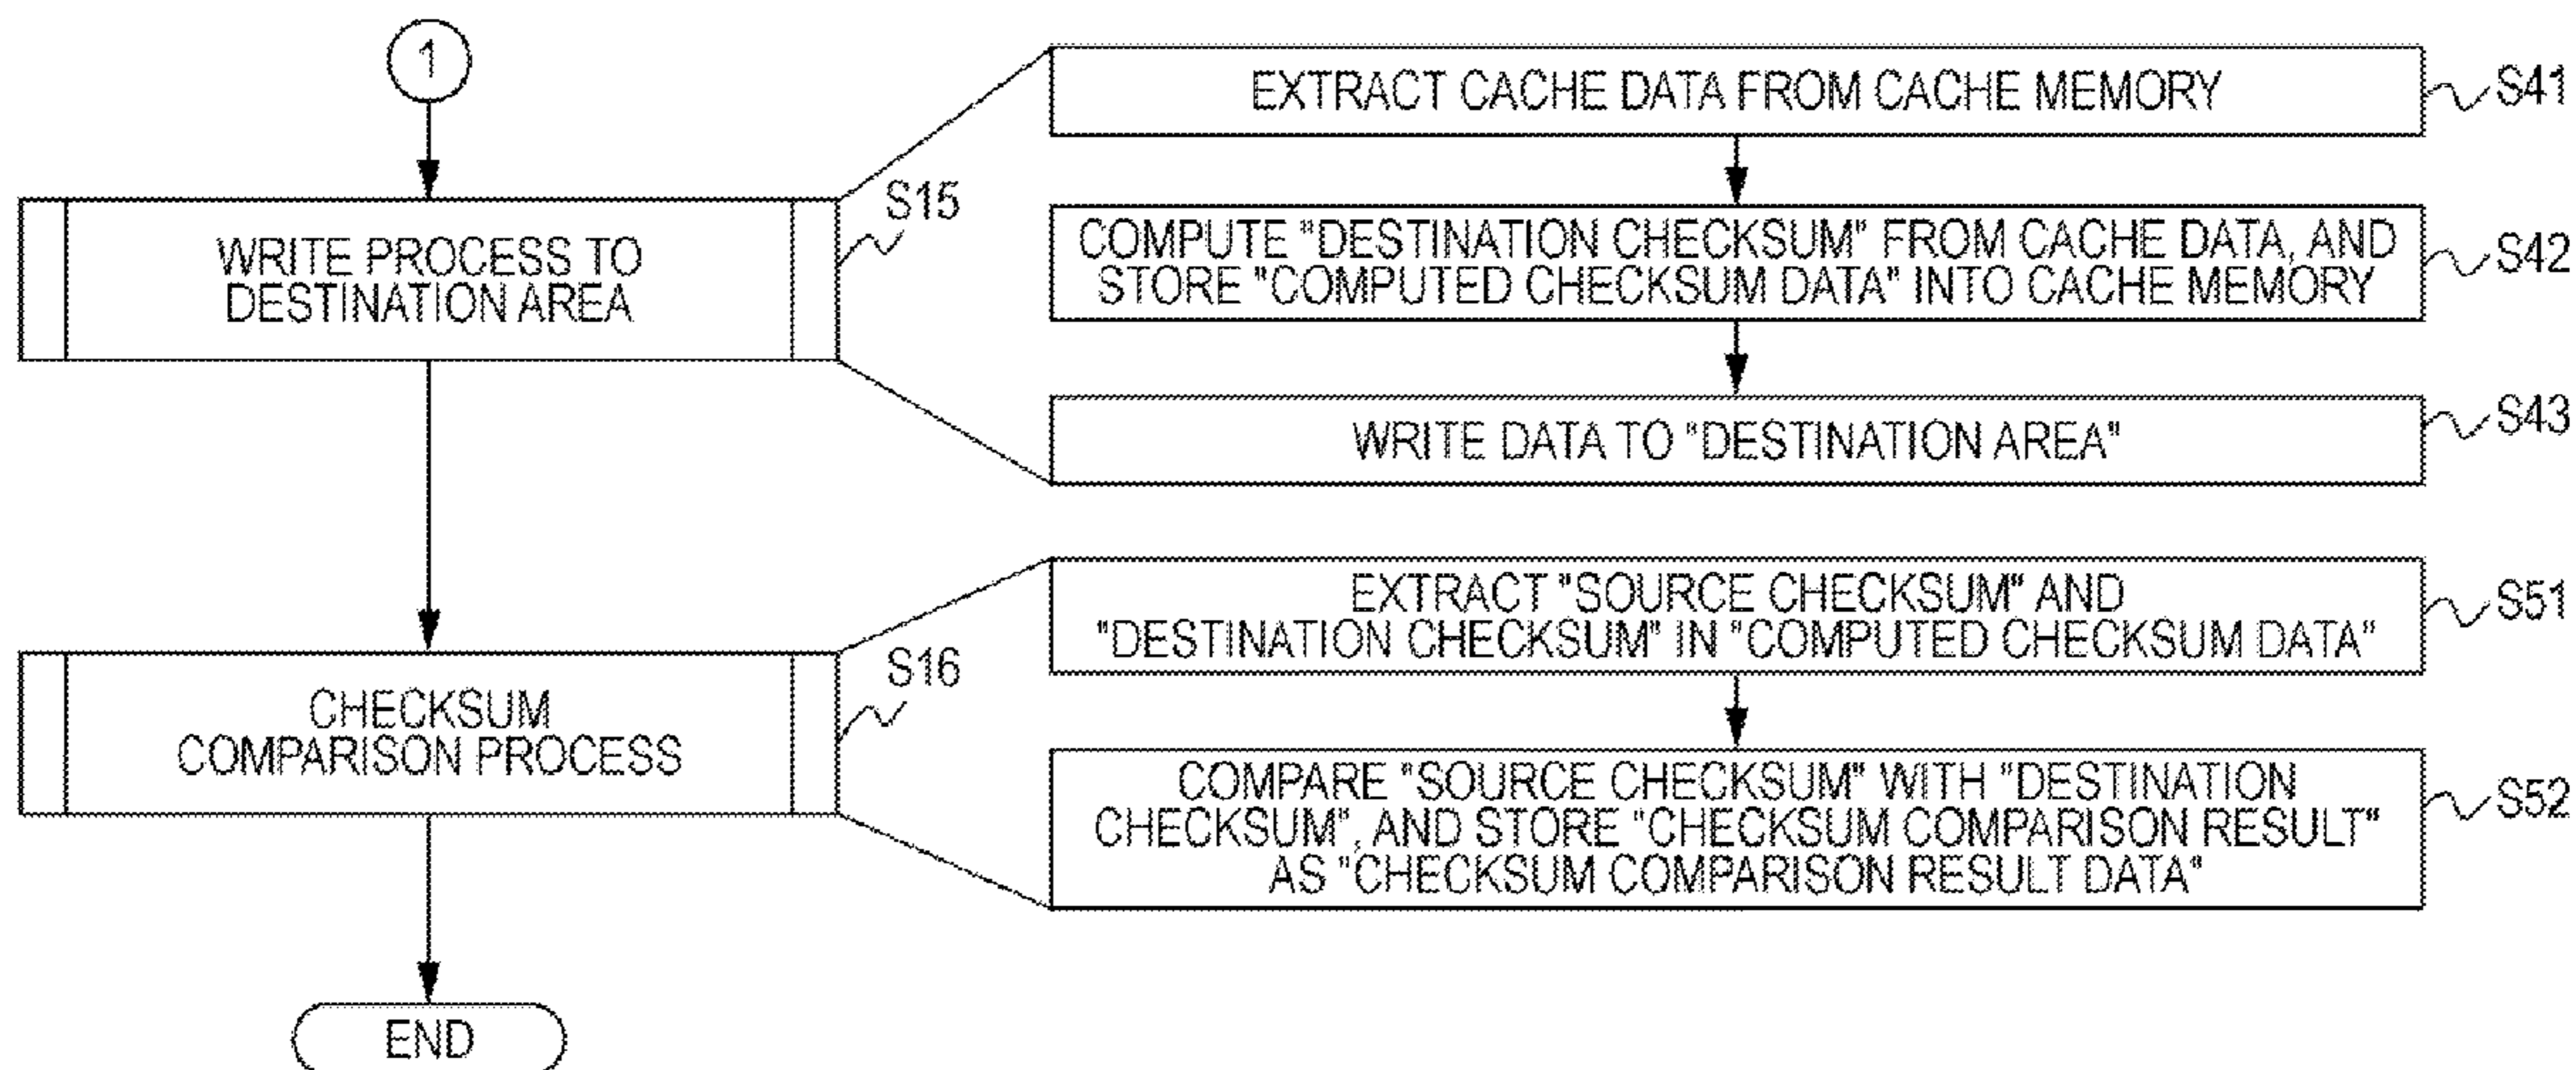 1
WRITE PROCESS TO
DESTINATION AREA
S15
EXTRACT CACHE DATA FROM CACHE MEMORY
S41
COMPUTE "DESTINATION CHECKSUM" FROM CACHE DATA, AND
STORE "COMPUTED CHECKSUM DATA" INTO CACHE MEMORY
S42
WRITE DATA TO "DESTINATION AREA"
S43
CHECKSUM
COMPARISON PROCESS
S16
EXTRACT "SOURCE CHECKSUM" AND
"DESTINATION CHECKSUM" IN "COMPUTED CHECKSUM DATA"
S51
COMPARE "SOURCE CHECKSUM" WITH "DESTINATION
CHECKSUM", AND STORE "CHECKSUM COMPARISON RESULT"
AS "CHECKSUM COMPARISON RESULT DATA"
S52
END